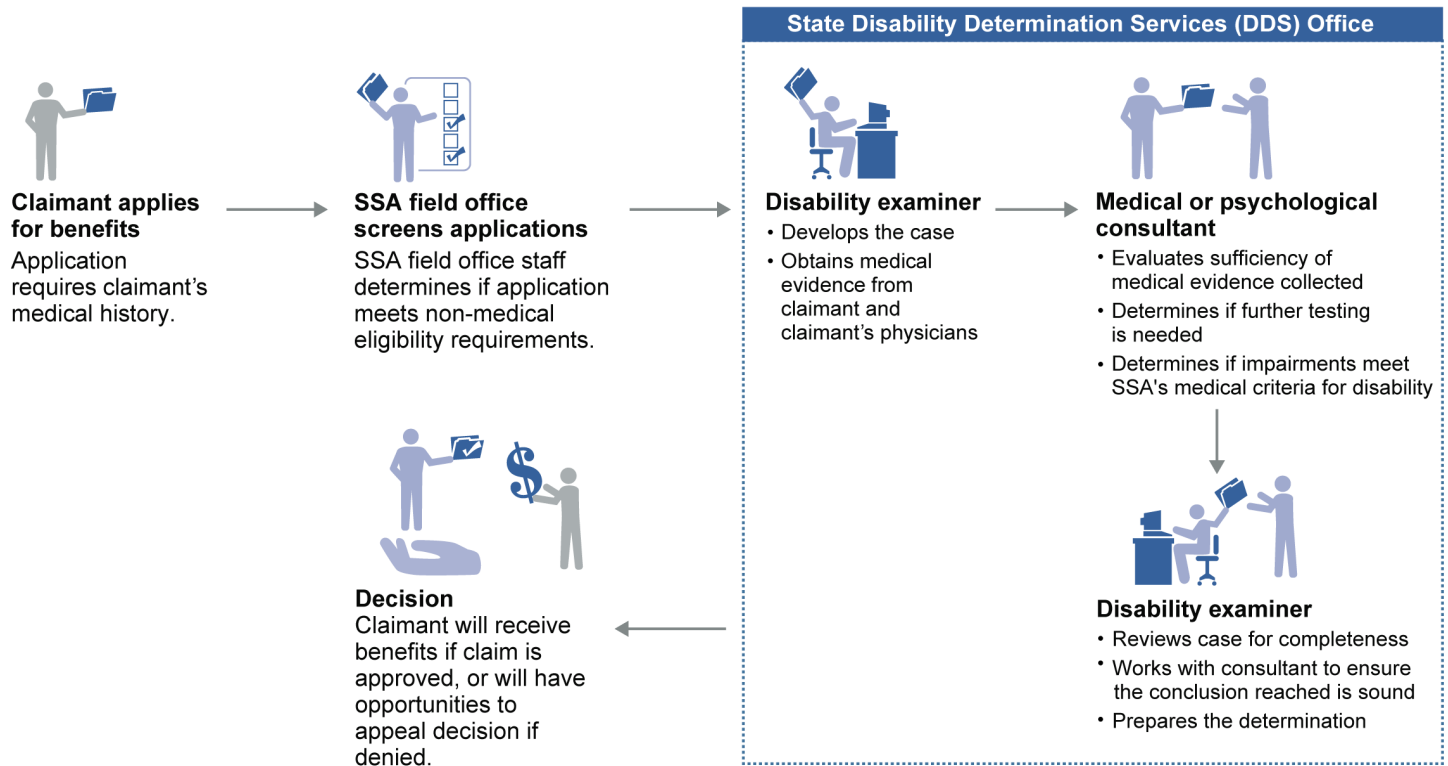 State Disability Determination Services (DDS) Office
Claimant applies
for benefits
Application
requires claimant’s
medical history.
SSA field office
screens applications
SSA field office staff
determines if application
meets non-medical
eligibility requirements.
Disability examiner
• Develops the case
• Obtains medical
evidence from
claimant and
claimant’s physicians
Medical or psychological
consultant
• Evaluates sufficiency of
medical evidence collected
• Determines if further testing
is needed
• Determines if impairments meet
SSA's medical criteria for disability
Disability examiner
• Reviews case for completeness
• Works with consultant to ensure
the conclusion reached is sound
• Prepares the determination
$
Decision
Claimant will receive
benefits if claim is
approved, or will have
opportunities to
appeal decision if
denied.